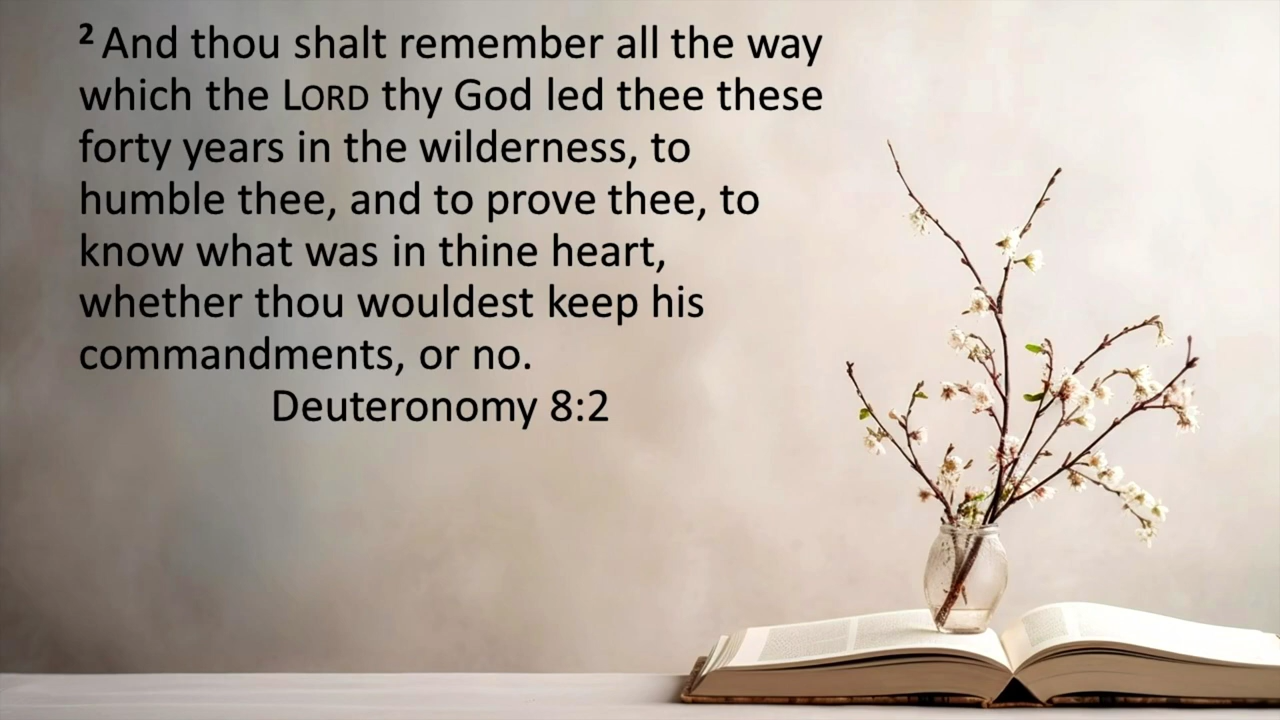 ² And thou shalt remember all the way
which the LORD thy God led thee these
forty years in the wilderness, to
humble thee, and to prove thee, to
know what was in thine heart,
whether thou wouldest keep his
commandments, or no.
Deuteronomy 8:2